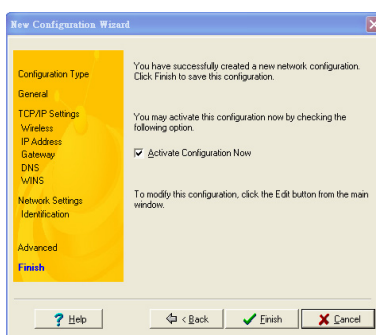 New Configuration Wizard
Configuration Type
General
TCP/IP Settings
Wireless
IP Address
Gateway
DNS
WINS
Network Settings
Identification
Advanced
Finish
You have successfully created a new network configuration.
Click Finish to save this configuration.
You may activate this configuration now by checking the
following option.
Activate Configuration Now
To modify this configuration, click the Edit button from the main
window.
? Help
< Back
Finish
Cancel